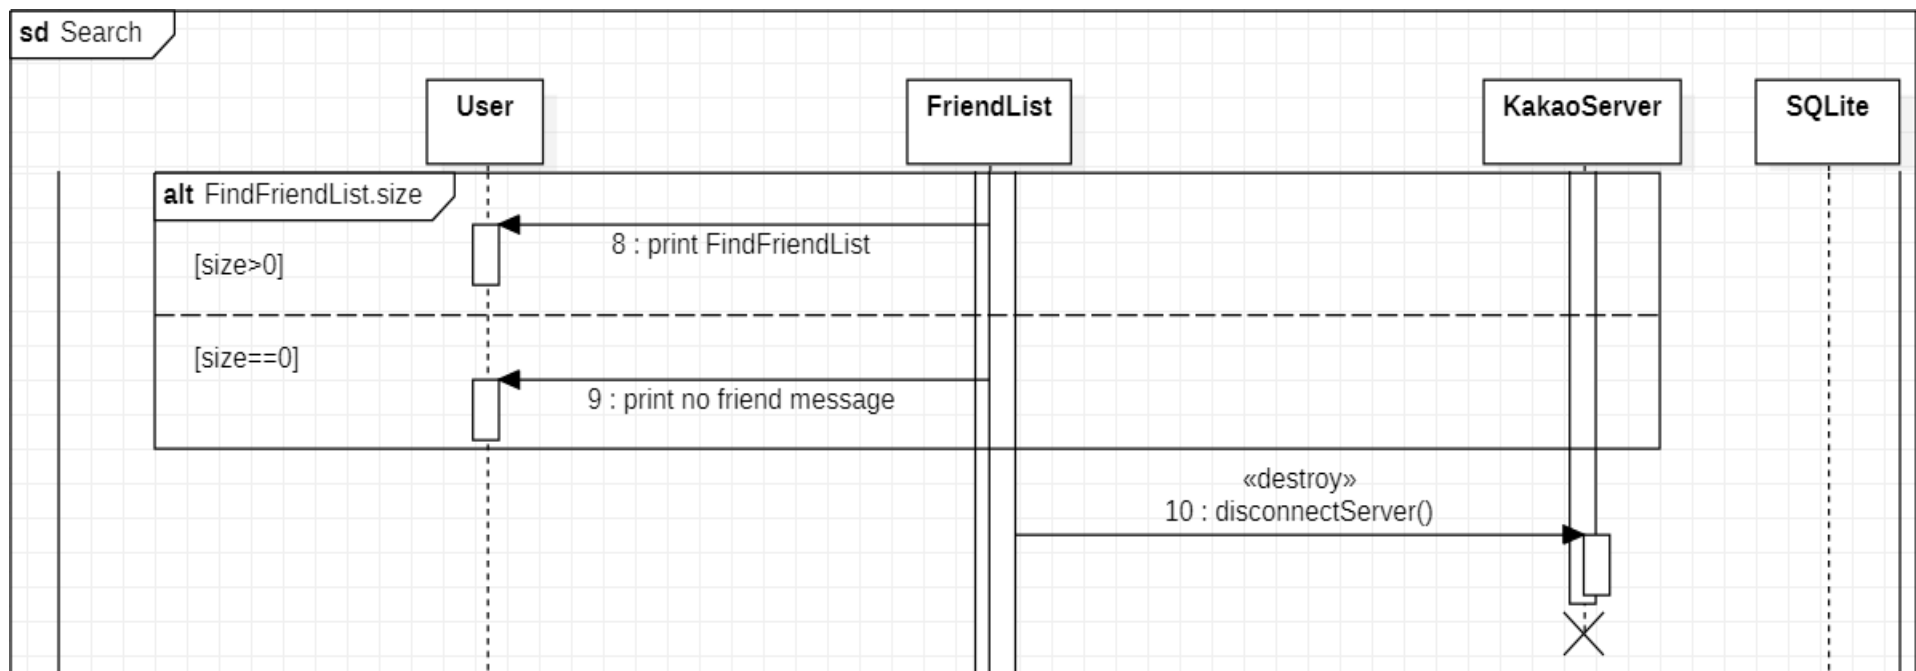 sd Search
User
FriendList
KakaoServer
SQLite
alt FindFriendList.size
8 : print FindFriendList
[size>0]
[size==0]
9 : print no friend message
«destroy»
10 : disconnectServer()